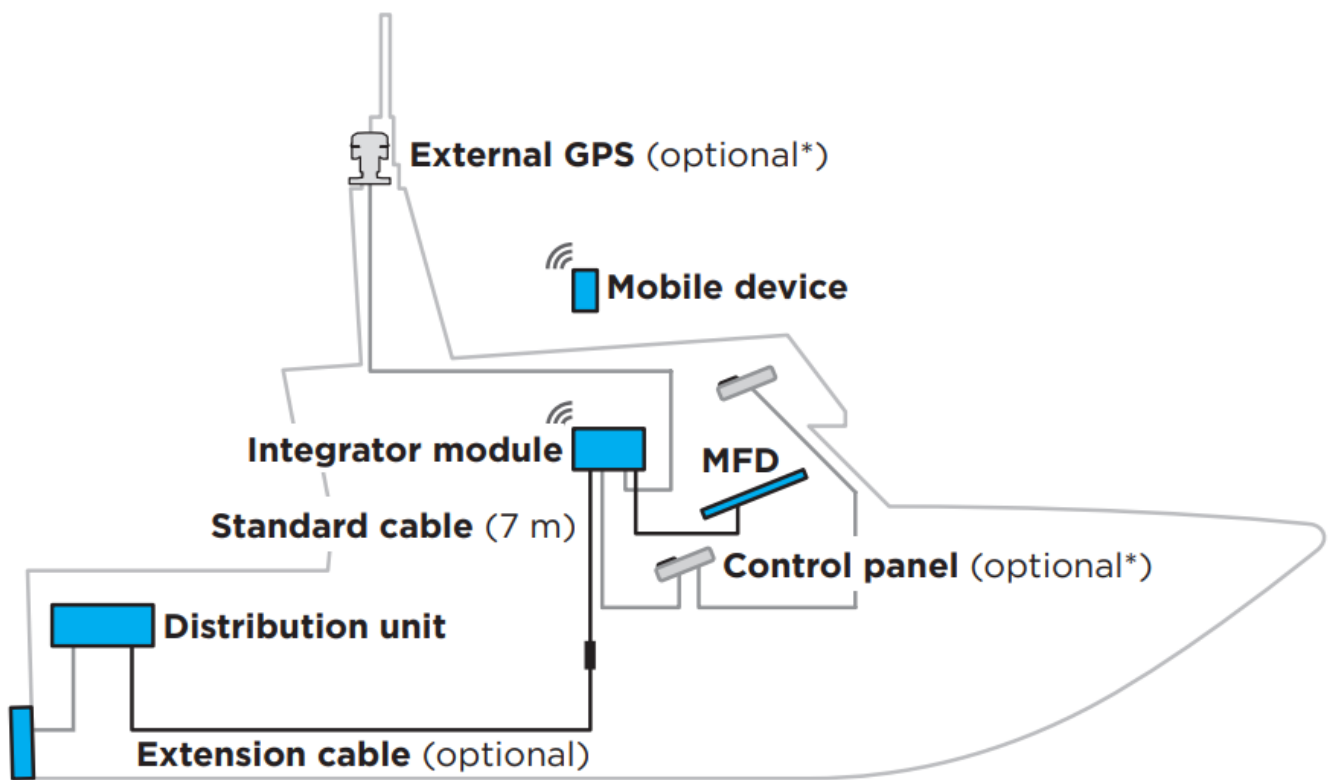 External GPS (optional*)
Mobile device
Integrator module
MFD
Standard cable (7 m)
Control panel (optional*)
Distribution unit
Extension cable (optional)